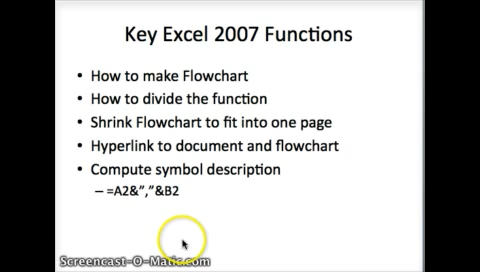 Key Excel 2007 Functions
• How to make Flowchart
• How to divide the function
• Shrink Flowchart to fit into one page
• Hyperlink to document and flowchart
• Compute symbol description
– =A2&”,”&B2
Screencast-O-Matic.com